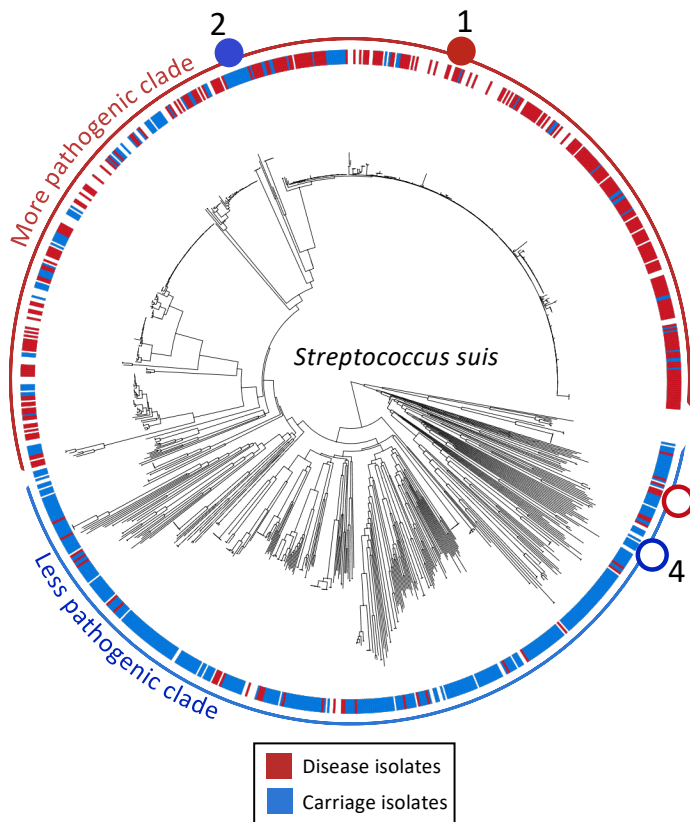 2
1
More pathogenic clade
Streptococcus suis
4
Less pathogenic clade
Disease isolates
Carriage isolates